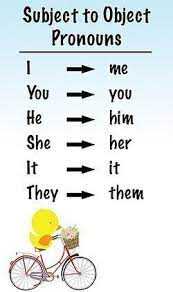 Subject to Object
Pronouns
I → me
You → you
He → him
She → her
It → it
They → them